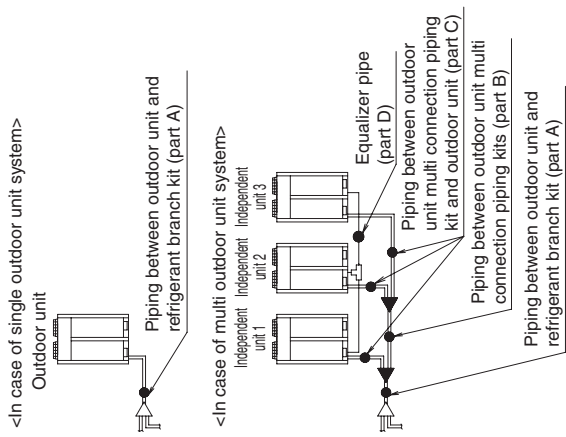 <In case of single outdoor unit system>
Outdoor unit
Piping between outdoor unit and
refrigerant branch kit (part A)
<In case of multi outdoor unit system>
Independent
unit 1
Independent
unit 2
Independent
unit 3
Equalizer pipe
(part D)
Piping between outdoor
unit multi connection piping
kit and outdoor unit (part C)
Piping between outdoor unit multi
connection piping kits (part B)
Piping between outdoor unit and
refrigerant branch kit (part A)